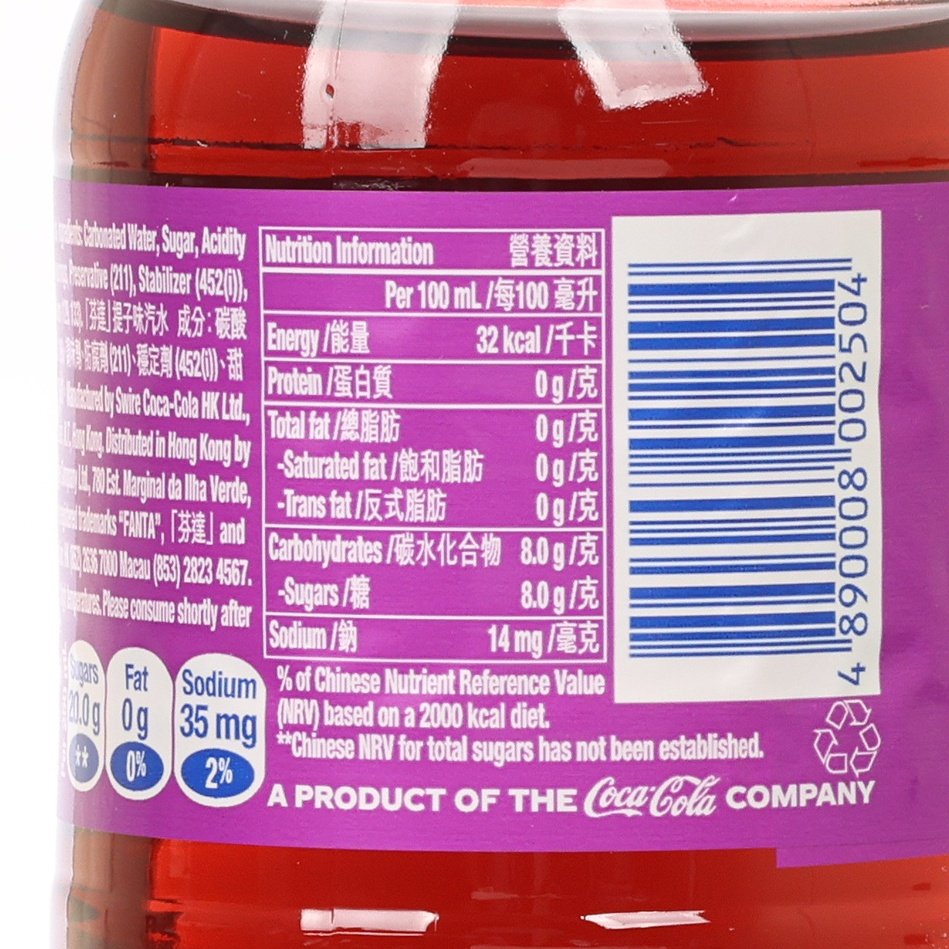 Carbonated Water, Sugar, Acidity
Preservative (211), Stabilizer (452(i)),
133,「芬達」提子味汽水 成分：碳酸
防腐劑(211)、穩定劑(452(i))、甜
Manufactured by Swire Coca-Cola HK Ltd.,
Hong Kong. Distributed in Hong Kong by
Ltd., 780 Est. Marginal da Ilha Verde,
trademarks “FANTA”,「芬達」and
2636 7000 Macau (853) 2823 4567.
temperatures. Please consume shortly after
Sugars
20.0 g
**
Fat
0 g
0%
Sodium
35 mg
2%
Nutrition Information 營養資料
Per 100 mL /每100 毫升
Energy /能量 32 kcal /千卡
Protein /蛋白質 0 g /克
Total fat /總脂肪 0 g /克
-Saturated fat /飽和脂肪 0 g /克
-Trans fat /反式脂肪 0 g /克
Carbohydrates /碳水化合物 8.0 g /克
-Sugars /糖 8.0 g /克
Sodium /鈉 14 mg /毫克
% of Chinese Nutrient Reference Value
(NRV) based on a 2000 kcal diet.
**Chinese NRV for total sugars has not been established.
A PRODUCT OF THE Coca-Cola COMPANY
4 890008 002504